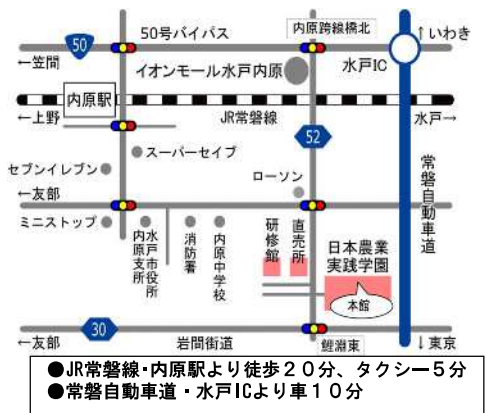 50号バイパス
内原跨線橋北
↑いわき
50
←笠間
イオンモール水戸内原
水戸IC
内原駅
←上野
JR常磐線
水戸→
52
スーパーセイブ
セブンイレブン
ローソン
常磐自動車道
←友部
ミニストップ
水戸市役所
内原支所
消防署
内原中学校
研修館
直売所
日本農業
実践学園
本館
30
←友部
岩間街道
鯉淵東
↓東京
●JR常磐線・内原駅より徒歩20分、タクシー5分
●常磐自動車道・水戸ICより車10分